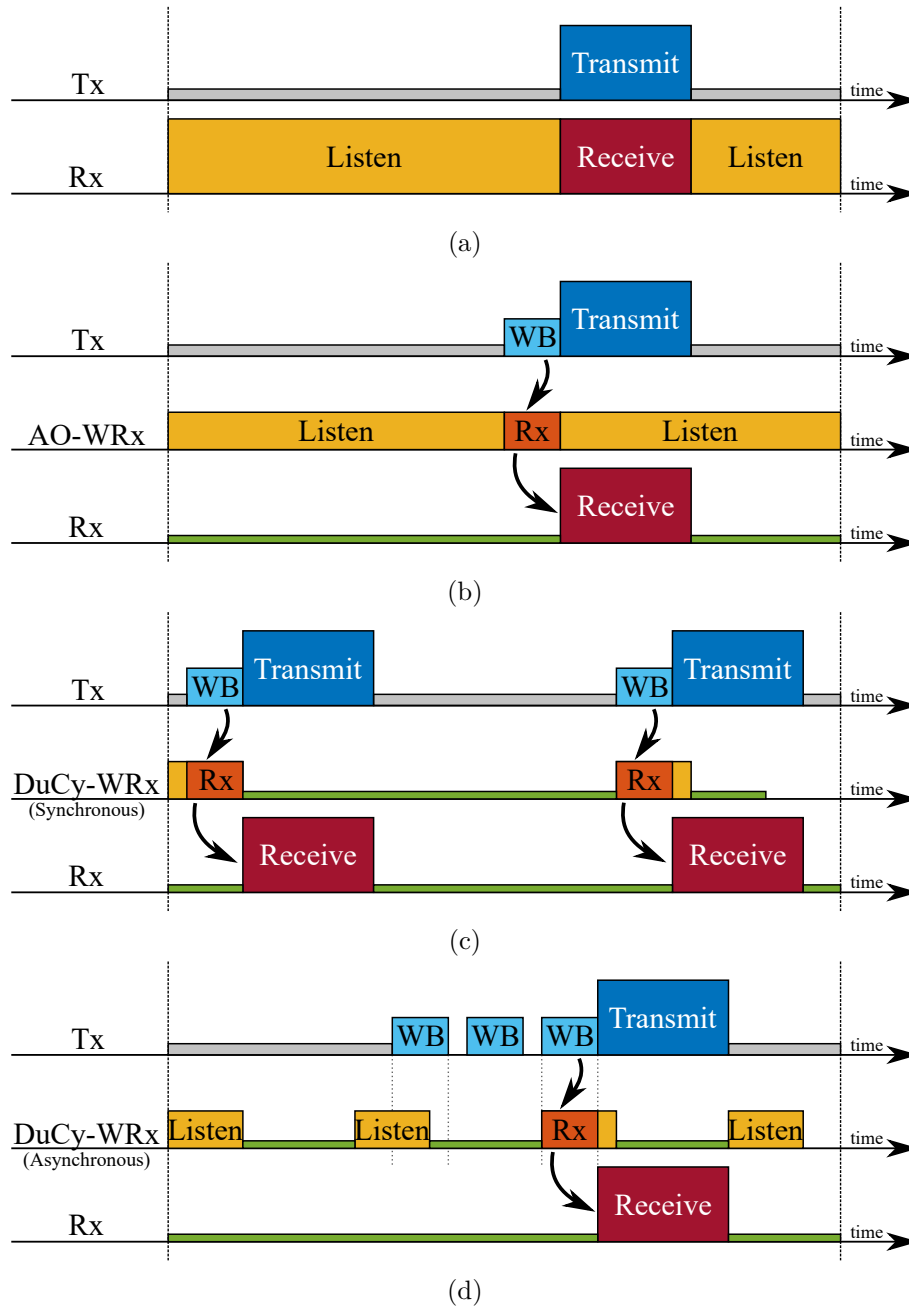 Transmit
Tx
time
Listen
Receive
Listen
Rx
time
(a)
WB
Transmit
Tx
time
AO-WRx
Listen
Rx
Listen
time
Receive
Rx
time
(b)
WB
Transmit
WB
Transmit
Tx
time
DuCy-WRx
(Synchronous)
Rx
Rx
time
Receive
Receive
Rx
time
(c)
WB
WB
WB
Transmit
Tx
time
DuCy-WRx
(Asynchronous)
Listen
Listen
Rx
Listen
time
Receive
Rx
time
(d)